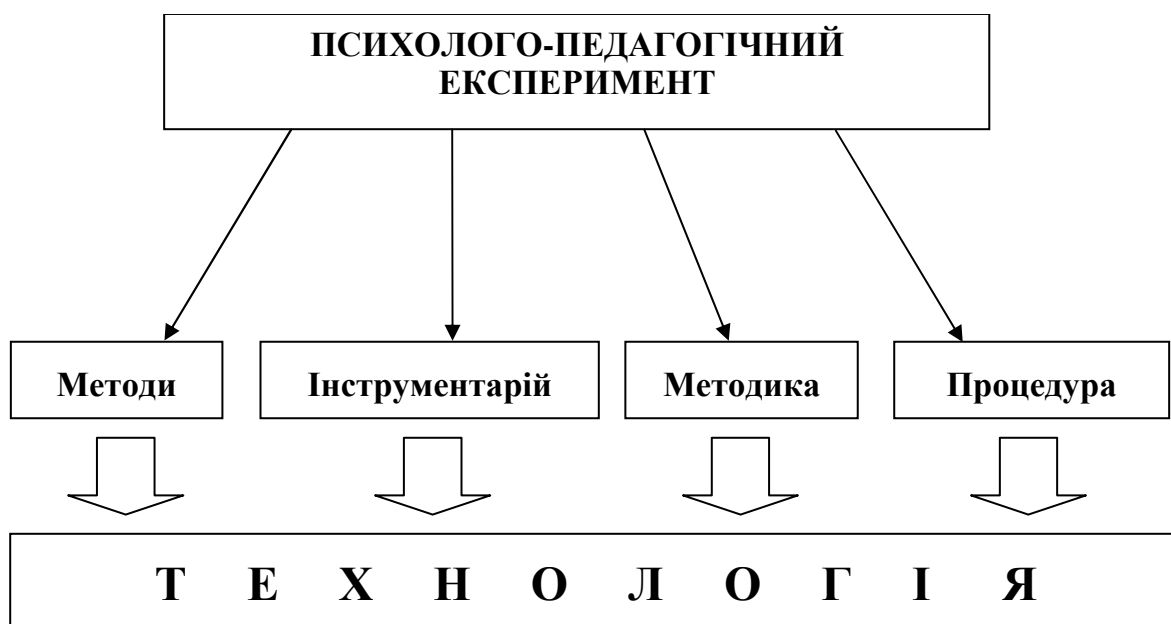 ПСИХОЛОГО-ПЕДАГОГІЧНИЙ
ЕКСПЕРИМЕНТ
Методи
Інструментарій
Методика
Процедура
Т Е Х Н О Л О Г І Я